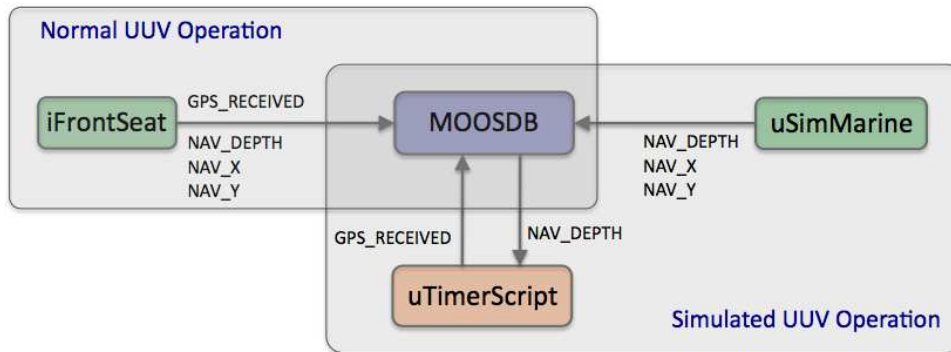 Normal UUV Operation
GPS_RECEIVED
iFrontSeat
MOOSDB
uSimMarine
NAV_DEPTH
NAV_X
NAV_Y
NAV_DEPTH
NAV_X
NAV_Y
GPS_RECEIVED
NAV_DEPTH
uTimerScript
Simulated UUV Operation